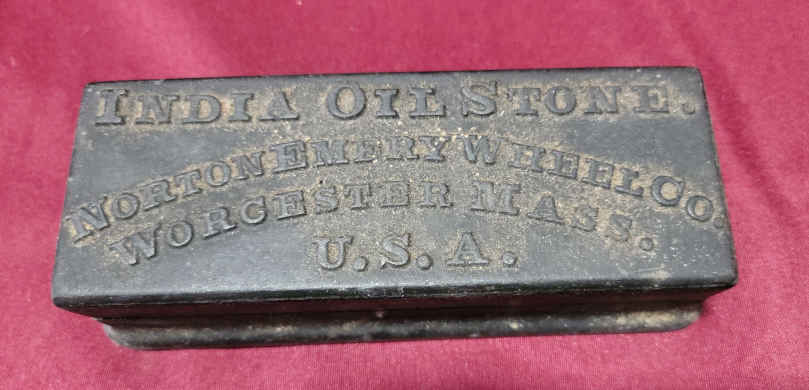 INDIA OIL STONE.
NORTON EMERY WHEEL CO.
WORCESTER MASS.
U.S.A.